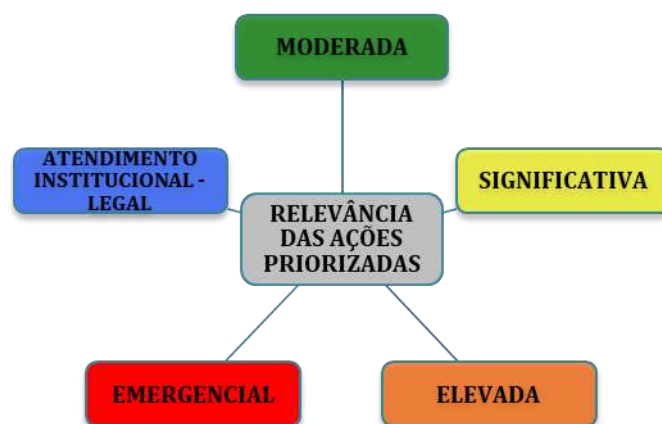 MODERADA
ATENDIMENTO
INSTITUCIONAL -
LEGAL
SIGNIFICATIVA
RELEVÂNCIA
DAS AÇÕES
PRIORIZADAS
EMERGENCIAL
ELEVADA